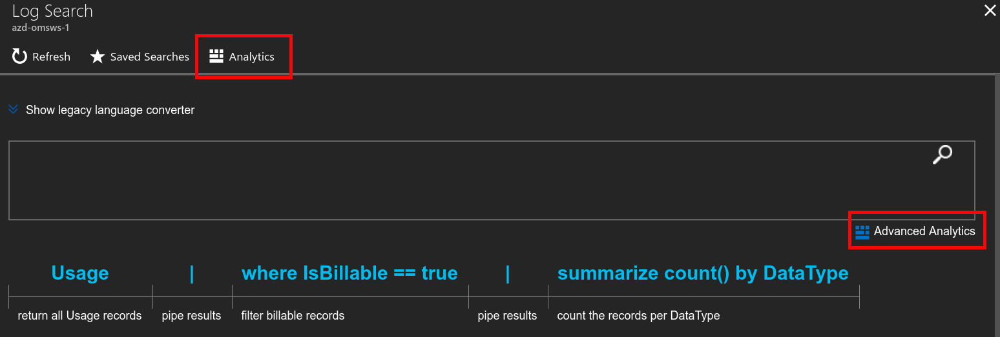 Log Search
azd-omsws-1
Refresh Saved Searches Analytics
Show legacy language converter
Advanced Analytics
Usage | where IsBillable == true | summarize count() by DataType
return all Usage records pipe results filter billable records pipe results count the records per DataType